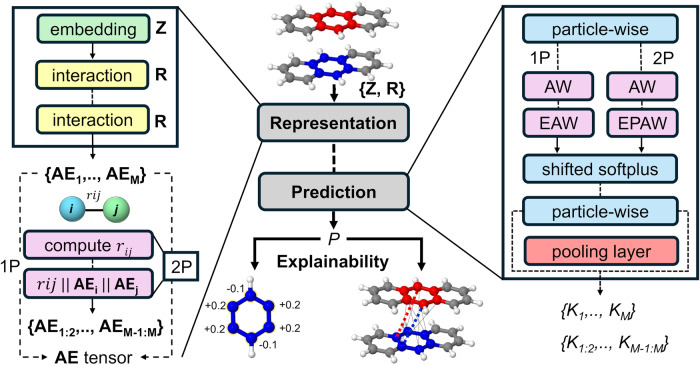 embedding Z
interaction R
interaction R
{AE1,.., AEM}
rij
i j
compute rij
1P
2P
rij || AEi || AEj
{AE1:2,.., AEM-1:M}
AE tensor
{Z, R}
Representation
Prediction
P
Explainability
-0.1
+0.2 +0.2
+0.2 +0.2
-0.1
particle-wise
1P 2P
AW AW
EAW EPAW
shifted softplus
particle-wise
pooling layer
{K1,.., KM}
{K1:2,.., KM-1:M}